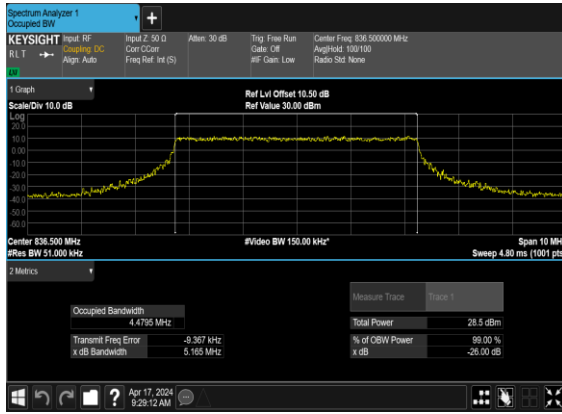 Spectrum Analyzer 1
Occupied BW
+
KEYSIGHT Input: RF Input Z: 50 Ω Atten: 30 dB Trig: Free Run Center Freq: 836.500000 MHz
RLT Coupling: DC Corr CCorr Gate: Off Avg|Hold: 100/100
Align: Auto Freq Ref: Int (S) #IF Gain: Low Radio Std: None
1 Graph
Ref Lvl Offset 10.50 dB
Scale/Div 10.0 dB Ref Value 30.00 dBm
Log
20.0
10.0
0.00
-10.0
-20.0
-30.0
-40.0
-50.0
-60.0
Center 836.500 MHz #Video BW 150.00 kHz* Span 10 MH
#Res BW 51.000 kHz Sweep 4.80 ms (1001 pts
2 Metrics
Measure Trace Trace 1
Occupied Bandwidth
4.4795 MHz
Total Power 28.5 dBm
Transmit Freq Error -9.367 kHz % of OBW Power 99.00 %
x dB Bandwidth 5.165 MHz x dB -26.00 dB
?
Apr 17, 2024
9:29:12 AM